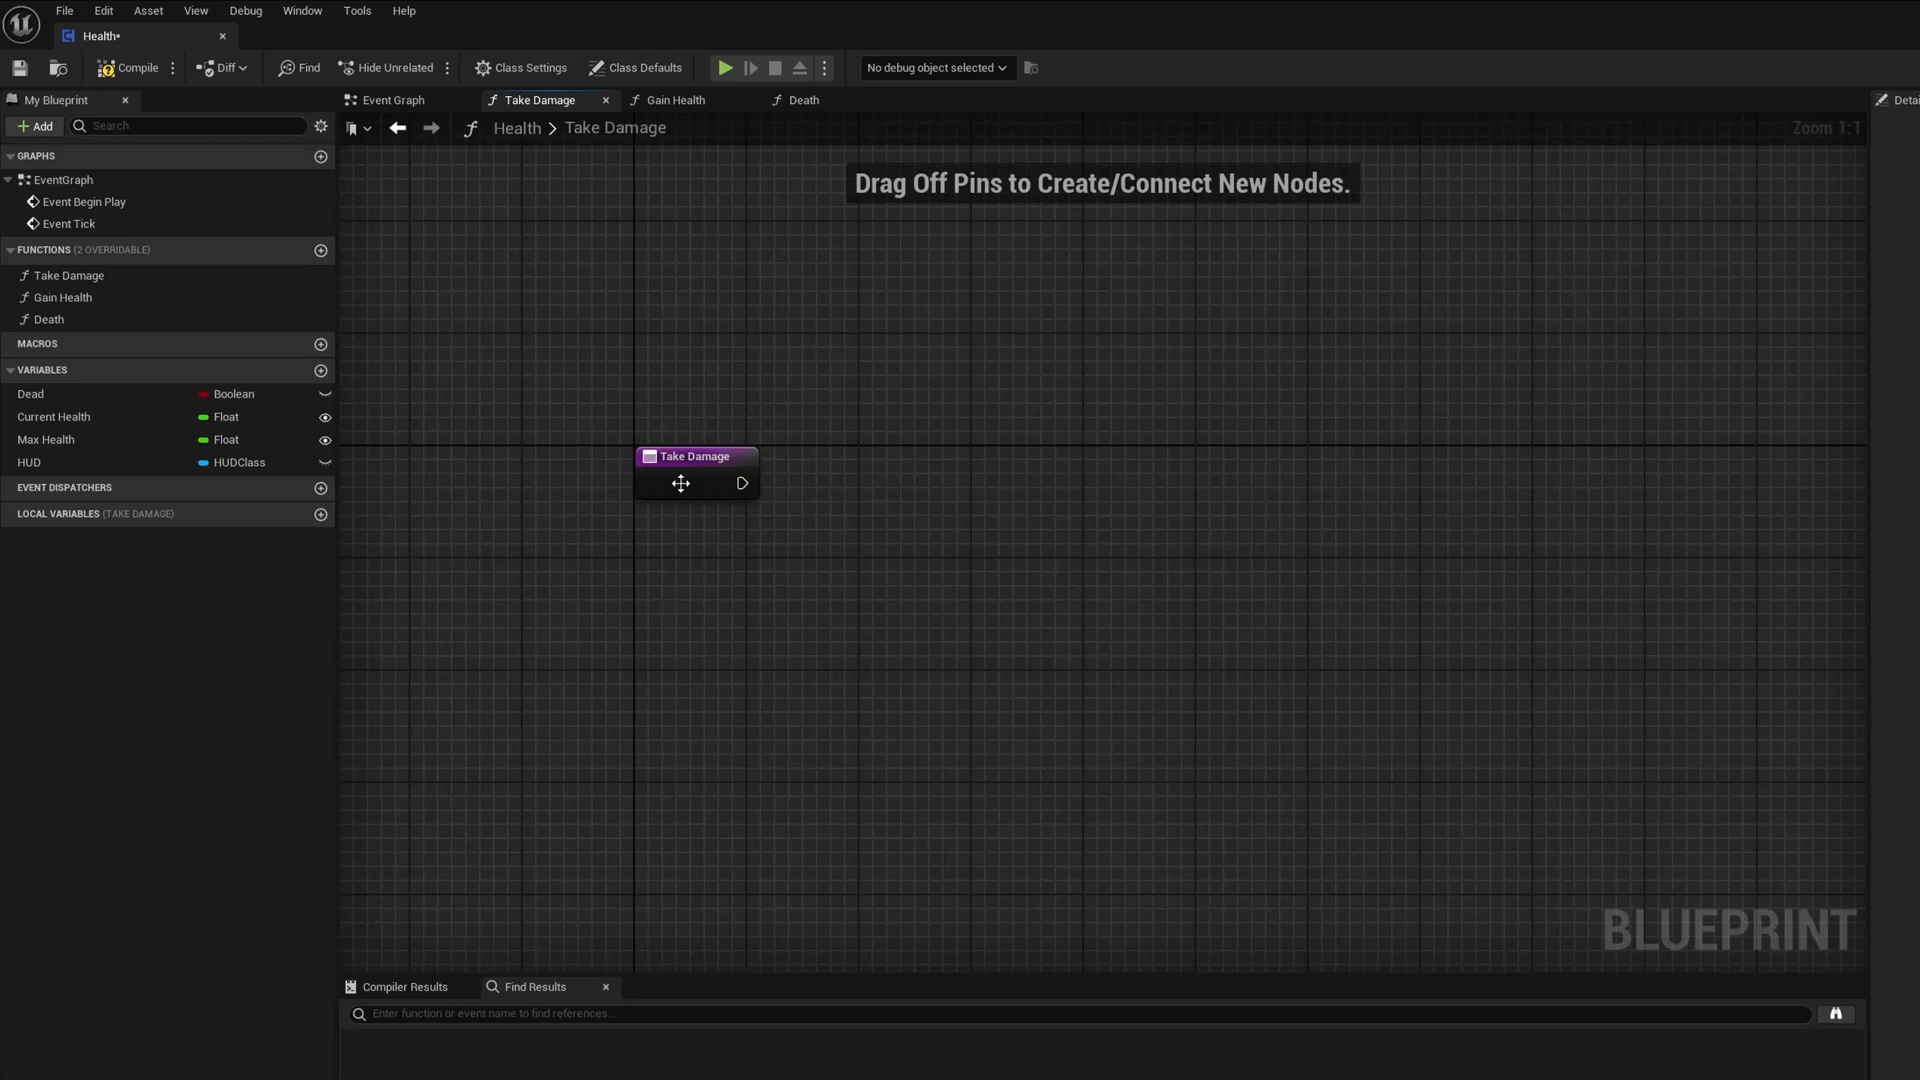 File Edit Asset View Debug Window Tools Help
Health•
Compile Diff Find Hide Unrelated Class Settings Class Defaults No debug object selected
My Blueprint
Event Graph Take Damage Gain Health Death
Detai
Add Search
Health > Take Damage
Zoom 1:1
GRAPHS
EventGraph
Event Begin Play
Event Tick
FUNCTIONS (2 OVERRIDABLE)
Take Damage
Gain Health
Death
MACROS
VARIABLES
Dead Boolean
Current Health Float
Max Health Float
HUD HUDClass
EVENT DISPATCHERS
LOCAL VARIABLES (TAKE DAMAGE)
Drag Off Pins to Create/Connect New Nodes.
Take Damage
BLUEPRINT
Compiler Results Find Results
Enter function or event name to find references...